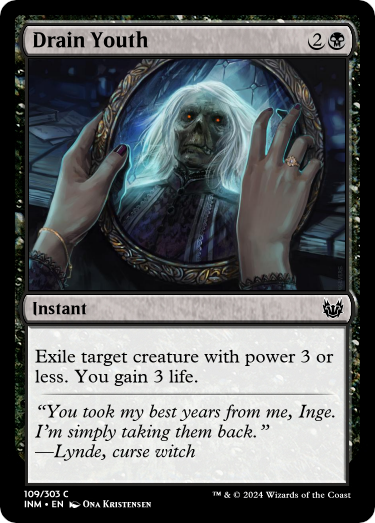 Drain Youth 2
Instant
Exile target creature with power 3 or
less. You gain 3 life.
“You took my best years from me, Inge.
I’m simply taking them back.”
—Lynde, curse witch
109/303 C
INM • EN Ona Kristensen
™ & © 2024 Wizards of the Coast